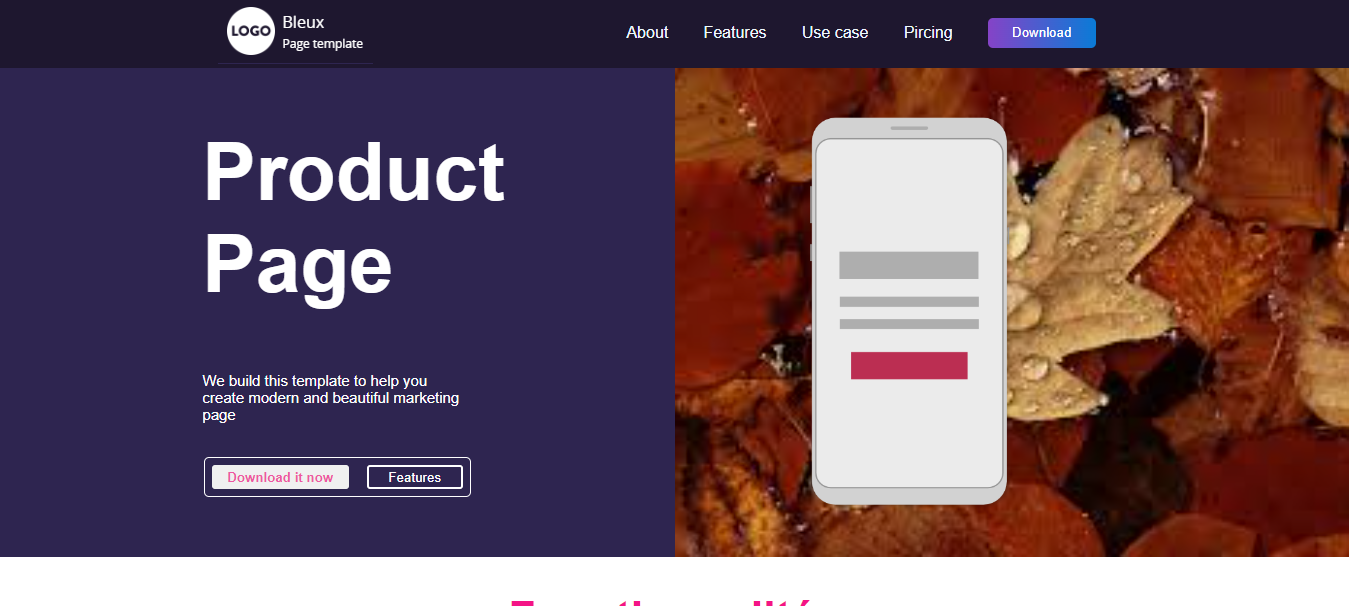 LOGO
Bleux
Page template
About Features Use case Pircing Download
Product
Page
We build this template to help you
create modern and beautiful marketing
page
Download it now Features